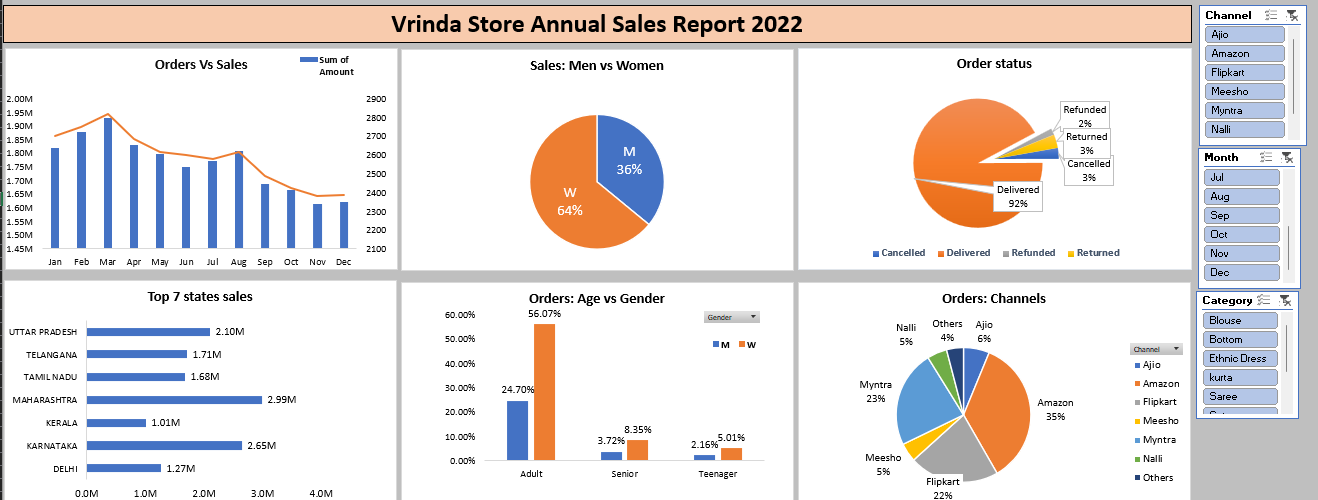 Vrinda Store Annual Sales Report 2022
Orders Vs Sales
Sum of
Amount
2.00M
1.95M
1.90M
1.85M
1.80M
1.75M
1.70M
1.65M
1.60M
1.55M
1.50M
1.45M
2900
2800
2700
2600
2500
2400
2300
2200
2100
Jan Feb Mar Apr May Jun Jul Aug Sep Oct Nov Dec
Sales: Men vs Women
M
36%
W
64%
Order status
Refunded
2%
Returned
3%
Cancelled
3%
Delivered
92%
Cancelled Delivered Refunded Returned
Top 7 states sales
UTTAR PRADESH 2.10M
TELANGANA 1.71M
TAMIL NADU 1.68M
MAHARASHTRA 2.99M
KERALA 1.01M
KARNATAKA 2.65M
DELHI 1.27M
0.0M 1.0M 2.0M 3.0M 4.0M
Orders: Age vs Gender
Gender
M W
60.00%
50.00%
40.00%
30.00%
20.00%
10.00%
0.00%
24.70% 56.07%
3.72% 8.35%
2.16% 5.01%
Adult Senior Teenager
Orders: Channels
Ajio
6%
Amazon
35%
Flipkart
22%
Meesho
5%
Myntra
23%
Nalli
5%
Others
4%
Channel
Ajio
Amazon
Flipkart
Meesho
Myntra
Nalli
Others
Channel
Ajio
Amazon
Flipkart
Meesho
Myntra
Nalli
Month
Jul
Aug
Sep
Oct
Nov
Dec
Category
Blouse
Bottom
Ethnic Dress
kurta
Saree